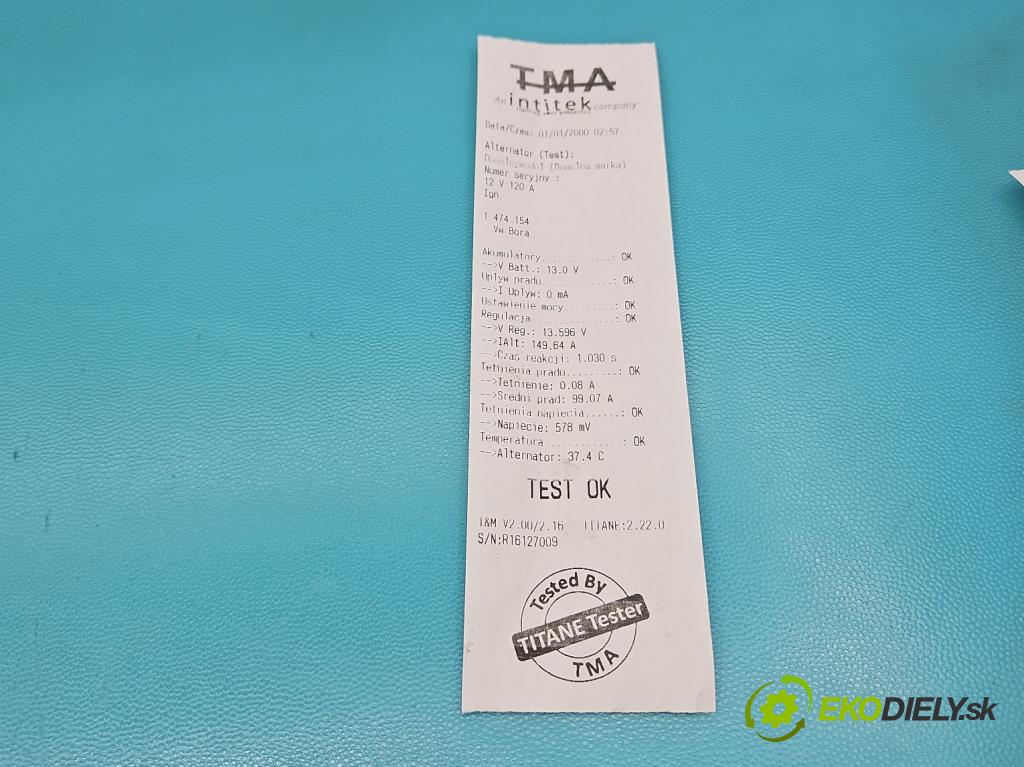 TMA
An intitek company
Data/Czas: 01/01/2000 02:57
Alternator (Test):
(Dowolna marka)
Numer seryjny :
12 V 120 A
Ign
1 474 154
Vw Bora
Akumulatory...........: OK
-->V Batt.: 13.0 V
Uplyw pradu...........: OK
-->I Uplyw: 0 mA
Ustawienie mocy........: OK
Regulacja.............: OK
-->V Reg.: 13.596 V
-->IAlt: 149.64 A
-->Czas reakcji: 1.030 s
Tetnienia pradu........: OK
-->Tetnienie: 0.08 A
-->Sredni prad: 99.07 A
Tetnienia napiecia.....: OK
-->Napiecie: 578 mV
Temperatura............: OK
-->Alternator: 37.4 C
TEST OK
I&M V2.00/2.16 TITANE:2.22.0
S/N:R16127009
Tested By
TITANE Tester
TMA
EKODIELY.sk